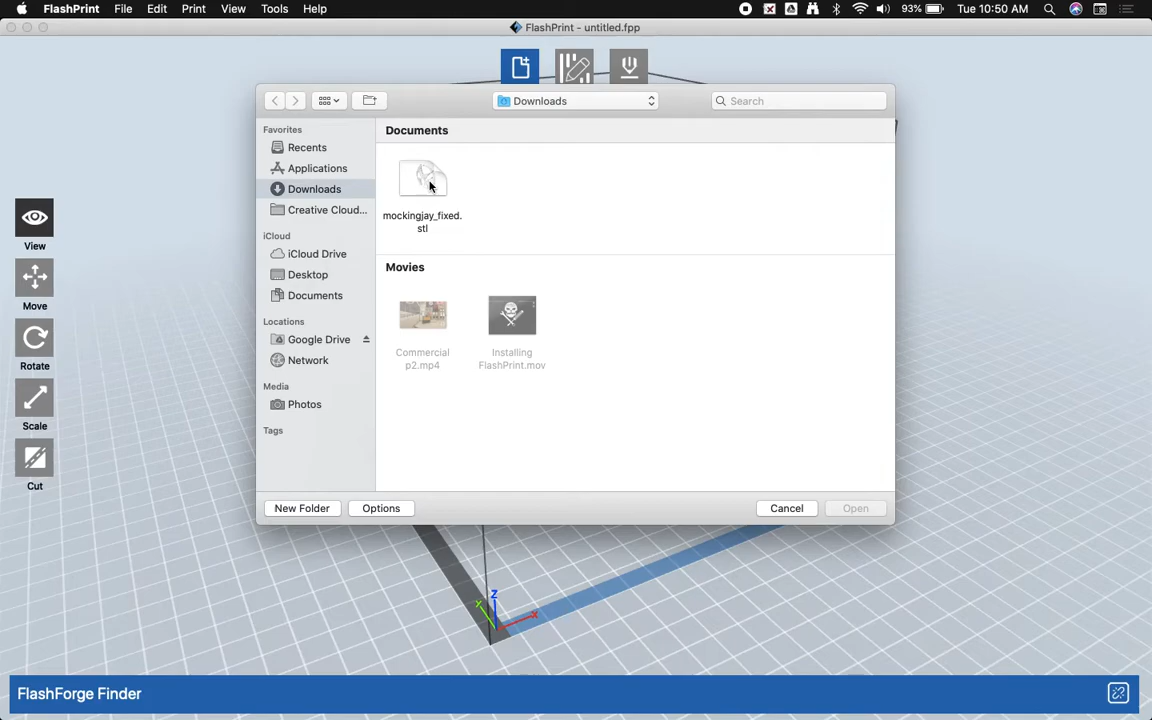 FlashPrint File Edit Print View Tools Help
93% Tue 10:50 AM
FlashPrint - untitled.fpp
Downloads
Search
Favorites
Recents
Applications
Downloads
Creative Cloud...
iCloud
iCloud Drive
Desktop
Documents
Locations
Google Drive
Network
Media
Photos
Tags
Documents
mockingjay_fixed.
stl
Movies
Commercial
p2.mp4
Installing
FlashPrint.mov
New Folder
Options
Cancel
Open
View
Move
Rotate
Scale
Cut
Z
Y
X
FlashForge Finder